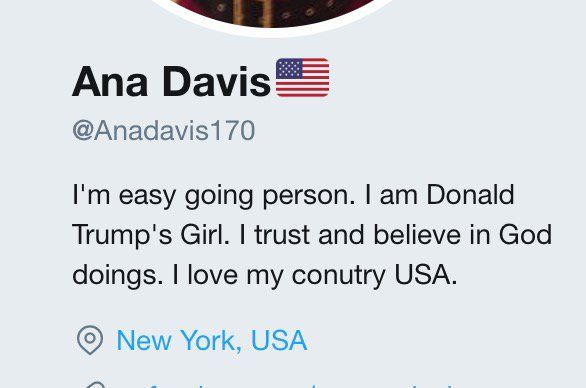 Ana Davis🇺🇸
@Anadavis170
I'm easy going person. I am Donald
Trump's Girl. I trust and believe in God
doings. I love my conutry USA.
New York, USA